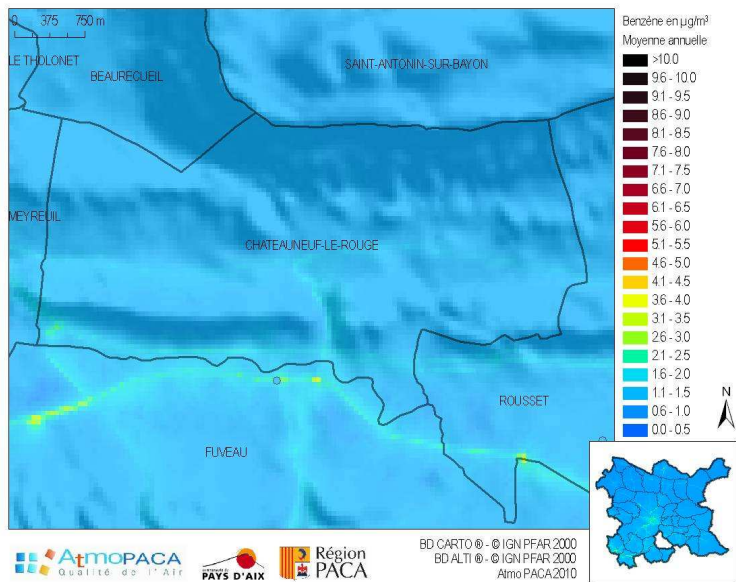 0 375 750 m
LE THOLONET
BEAURECUEIL
SAINT-ANTONIN-SUR-BAYON
MEYREUIL
CHATEAUNEUF-LE-ROUGE
ROUSSET
FUVEAU
Benzène en µg/m³
Moyenne annuelle
>10.0
9.6 - 10.0
9.1 - 9.5
8.6 - 9.0
8.1 - 8.5
7.6 - 8.0
7.1 - 7.5
6.6 - 7.0
6.1 - 6.5
5.6 - 6.0
5.1 - 5.5
4.6 - 5.0
4.1 - 4.5
3.6 - 4.0
3.1 - 3.5
2.6 - 3.0
2.1 - 2.5
1.6 - 2.0
1.1 - 1.5
0.6 - 1.0
0.0 - 0.5
N
AtmoPACA
Qualité de l'Air
PAYS D'AIX
Région
PACA
BD CARTO ® - © IGN PFAR 2000
BD ALTI ® - © IGN PFAR 2000
Atmo PACA 2010